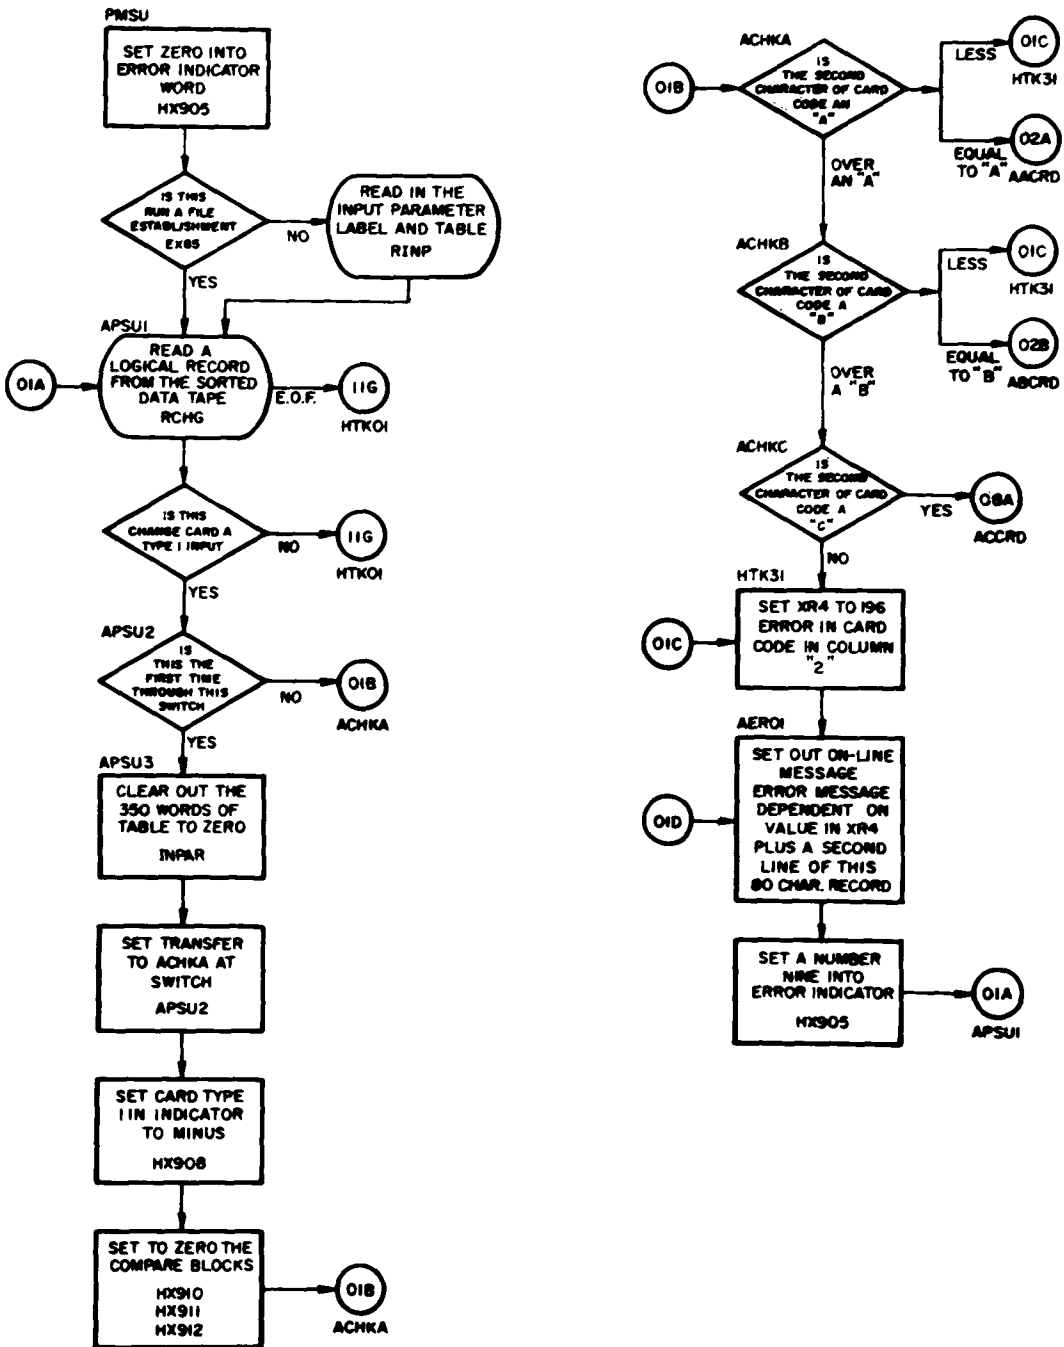 PMSU
SET ZERO INTO
ERROR INDICATOR
WORD
HX905
IS THIS
RUN A FILE
ESTABLISHMENT
EX85
NO
YES
READ IN THE
INPUT PARAMETER
LABEL AND TABLE
RINP
APSU1
01A
READ A
LOGICAL RECORD
FROM THE SORTED
DATA TAPE
RCHG
E.O.F.
11G
HTK01
IS THIS
CHANGE CARD A
TYPE 1 INPUT
NO
11G
HTK01
YES
APSU2
IS
THIS THE
FIRST TIME
THROUGH THIS
SWITCH
NO
01B
ACHKA
YES
APSU3
CLEAR OUT THE
350 WORDS OF
TABLE TO ZERO
INPAR
SET TRANSFER
TO ACHKA AT
SWITCH
APSU2
SET CARD TYPE
1 IN INDICATOR
TO MINUS
HX908
SET TO ZERO THE
COMPARE BLOCKS
HX910
HX911
HX912
01B
ACHKA
ACHKA
01B
IS
THE SECOND
CHARACTER OF CARD
CODE AN
"A"
LESS
01C
HTK31
EQUAL
TO "A"
02A
AACRD
OVER
AN "A"
ACHKB
IS
THE SECOND
CHARACTER OF CARD
CODE A
"B"
LESS
01C
HTK31
EQUAL
TO "B"
02B
ABCRD
OVER
A "B"
ACHKC
IS
THE SECOND
CHARACTER OF CARD
CODE A
"C"
YES
08A
ACCRD
NO
HTK31
01C
SET XR4 TO 196
ERROR IN CARD
CODE IN COLUMN
"2"
AER01
01D
SET OUT ON-LINE
MESSAGE
ERROR MESSAGE
DEPENDENT ON
VALUE IN XR4
PLUS A SECOND
LINE OF THIS
80 CHAR. RECORD
SET A NUMBER
NINE INTO
ERROR INDICATOR
HX905
01A
APSU1